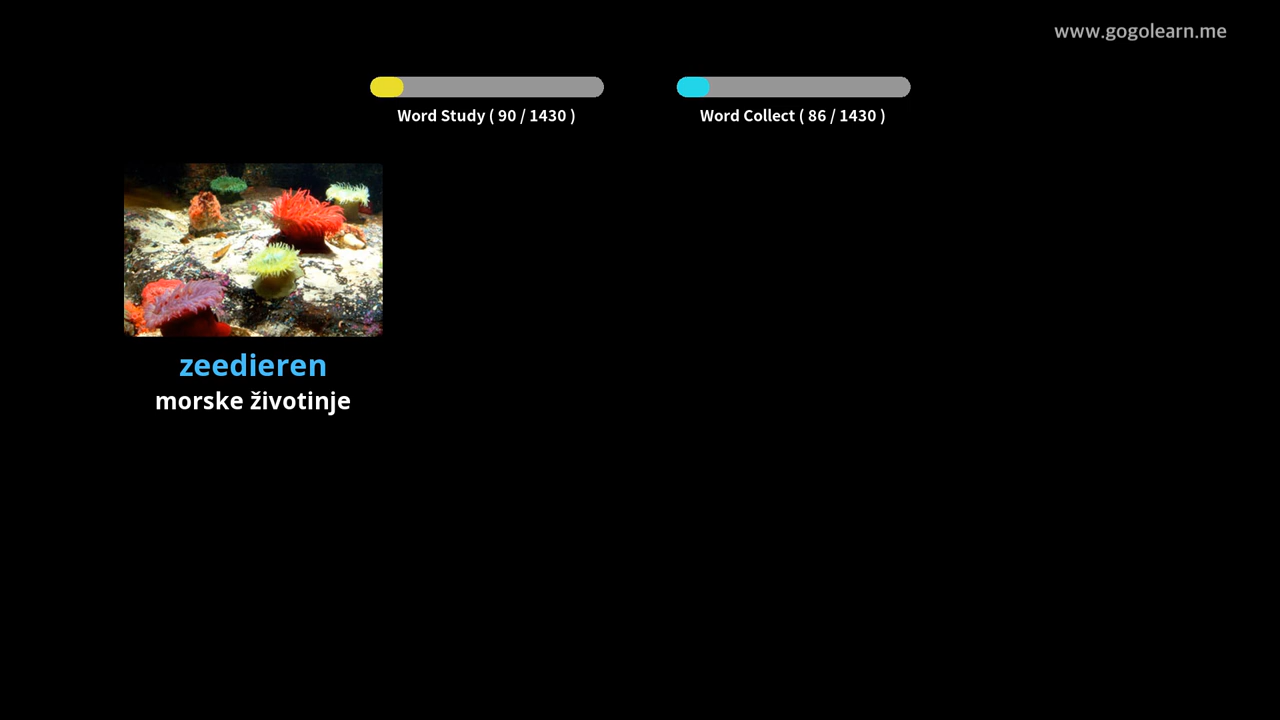 www.gogolearn.me
Word Study ( 90 / 1430 )
Word Collect ( 86 / 1430 )
zeedieren
morske životinje